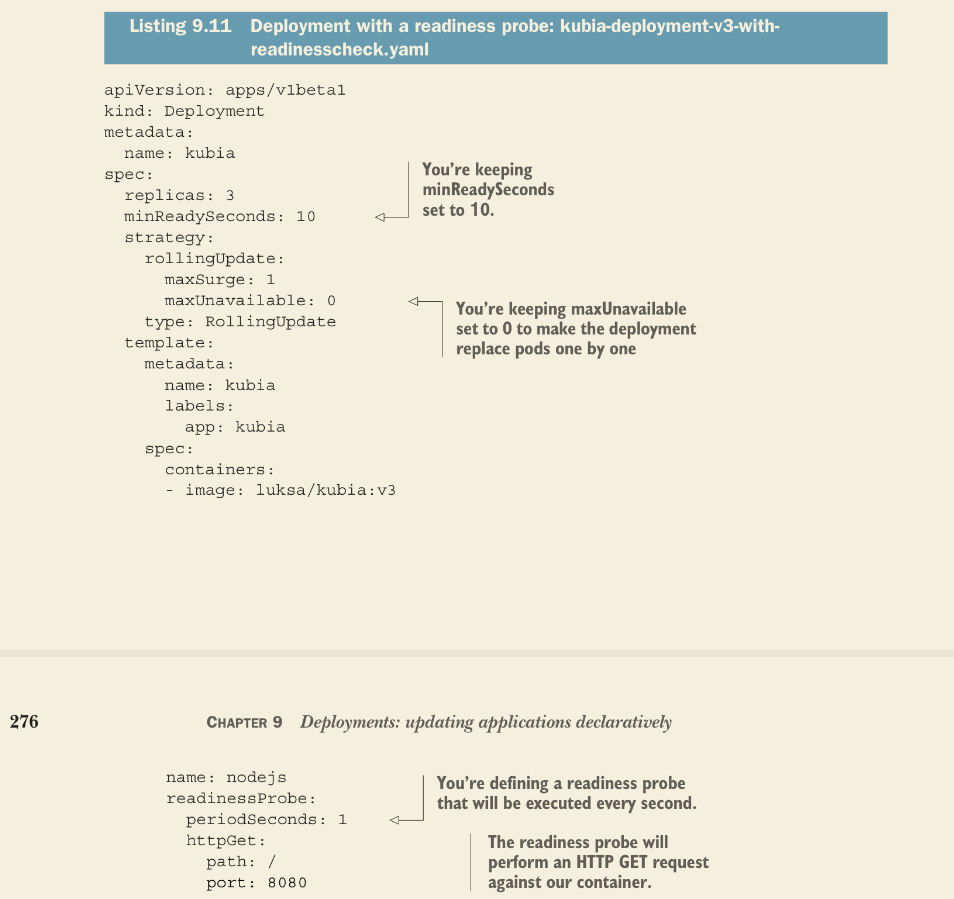 Listing 9.11 Deployment with a readiness probe: kubia-deployment-v3-with-
readinesscheck.yaml
apiVersion: apps/v1beta1
kind: Deployment
metadata:
  name: kubia
spec:
  replicas: 3
  minReadySeconds: 10
You're keeping
minReadySeconds
set to 10.
  strategy:
    rollingUpdate:
      maxSurge: 1
      maxUnavailable: 0
You're keeping maxUnavailable
set to 0 to make the deployment
replace pods one by one
    type: RollingUpdate
  template:
    metadata:
      name: kubia
      labels:
        app: kubia
    spec:
      containers:
      - image: luksa/kubia:v3
276 CHAPTER 9 Deployments: updating applications declaratively
name: nodejs
readinessProbe:
  periodSeconds: 1
You're defining a readiness probe
that will be executed every second.
  httpGet:
    path: /
    port: 8080
The readiness probe will
perform an HTTP GET request
against our container.